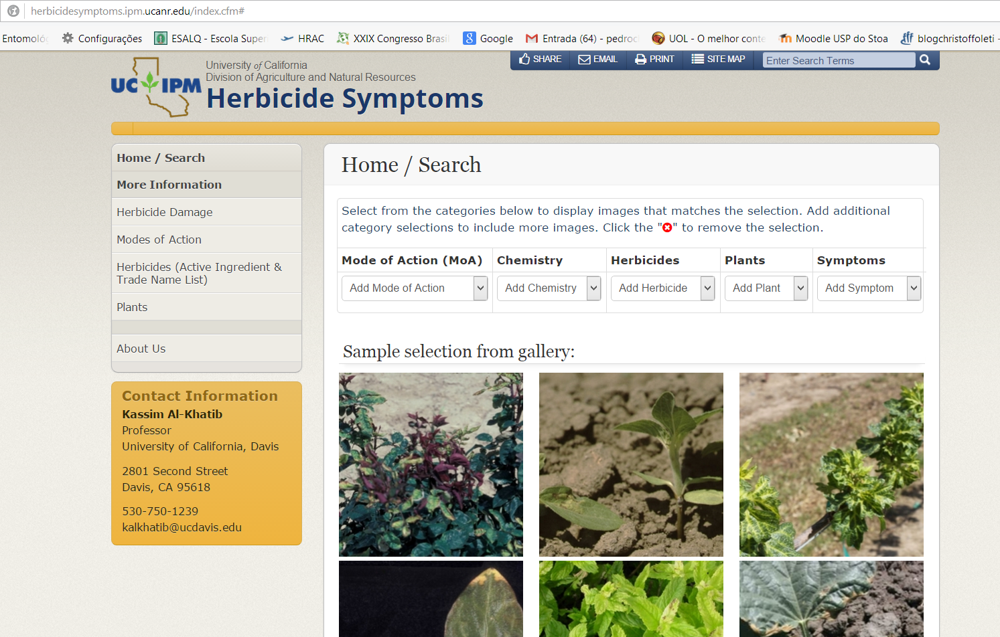 herbicidesymptoms.ipm.ucanr.edu/index.cfm#
Configurações ESALQ - Escola HRAC XXIX Congresso Google Entrada (64) - UOL - O melhor Moodle USP do Stoa blogchristoffoleti -
University of California
Division of Agriculture and Natural Resources
UC IPM
Herbicide Symptoms
SHARE EMAIL PRINT SITE MAP Enter Search Terms
Home / Search
More Information
Herbicide Damage
Modes of Action
Herbicides (Active Ingredient &
Trade Name List)
Plants
About Us
Contact Information
Kassim Al-Khatib
Professor
University of California, Davis
2801 Second Street
Davis, CA 95618
530-750-1239
kalkhatib@ucdavis.edu
Home / Search
Select from the categories below to display images that matches the selection. Add additional
category selections to include more images. Click the "" to remove the selection.
Mode of Action (MoA) Chemistry Herbicides Plants Symptoms
Add Mode of Action Add Chemistry Add Herbicide Add Plant Add Symptom
Sample selection from gallery: